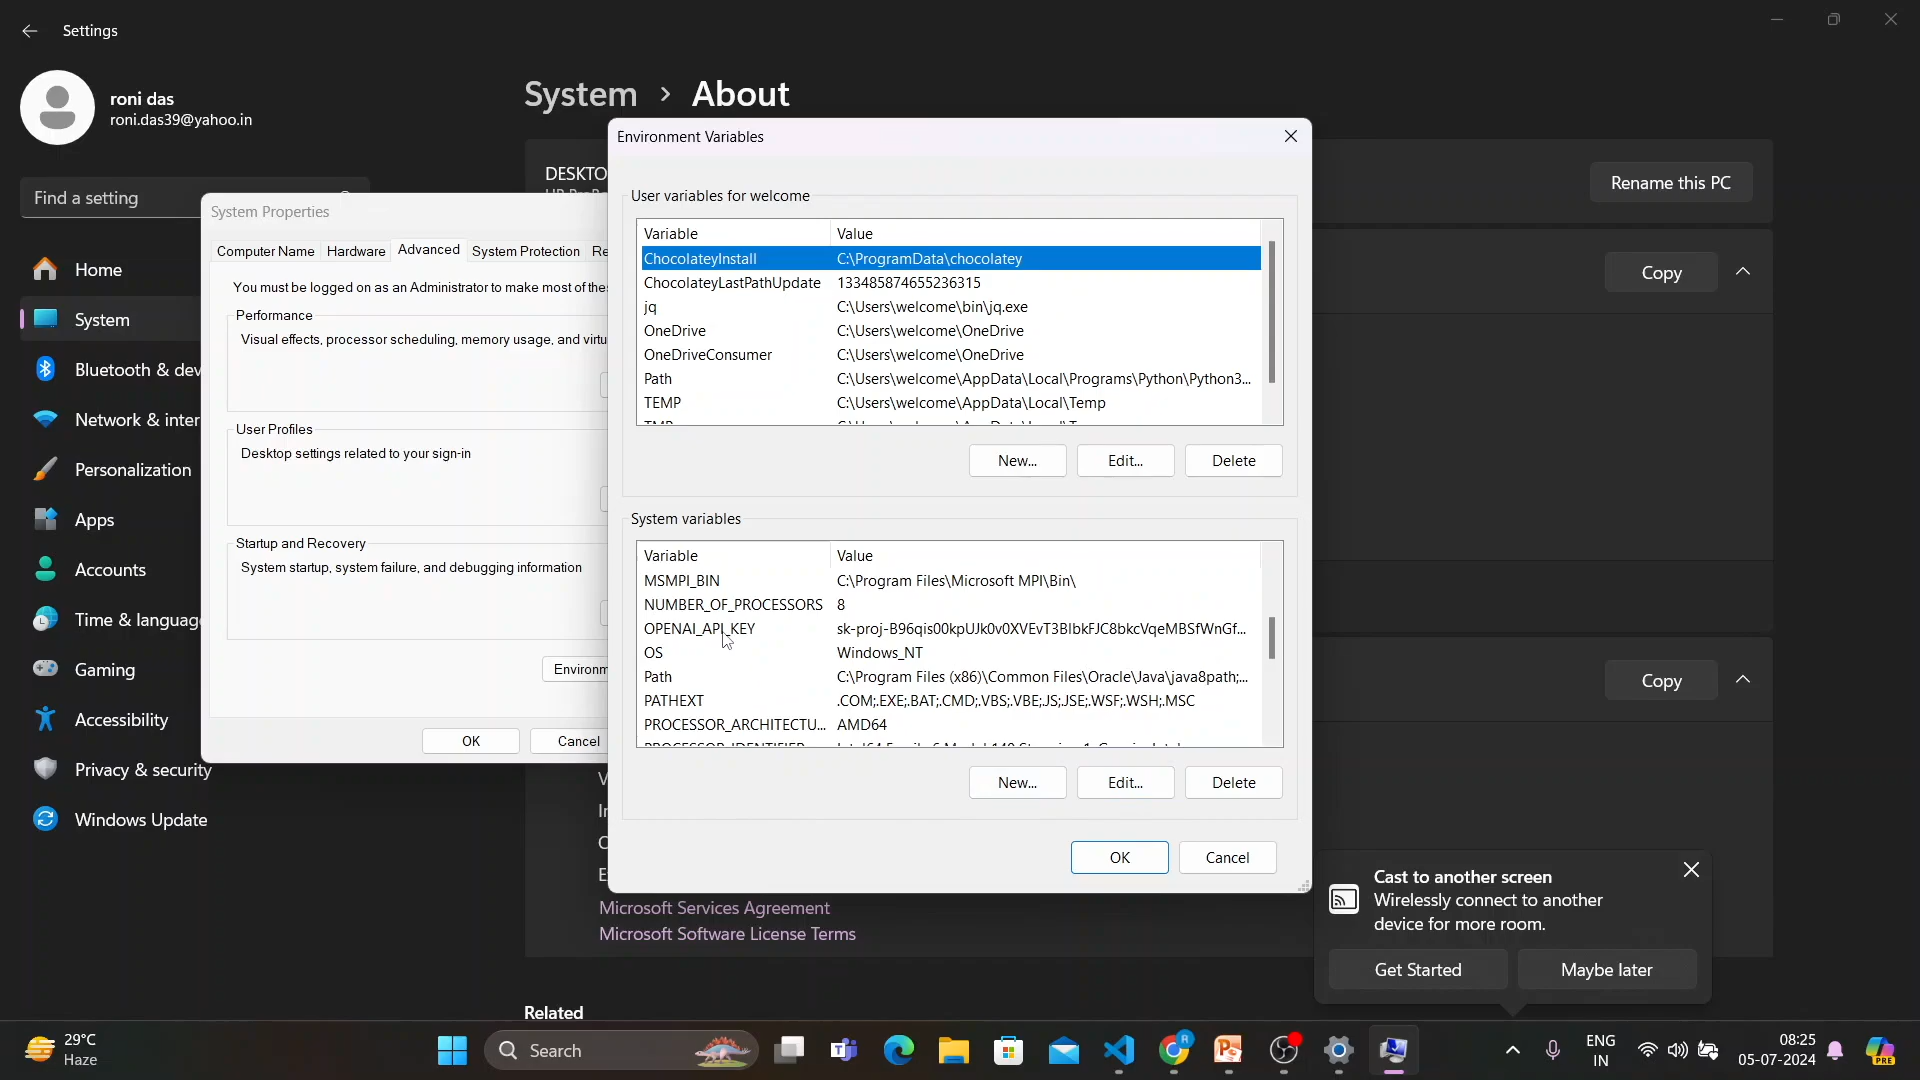 Settings
roni das
roni.das39@yahoo.in
Find a setting
Home
System
Bluetooth & dev
Network & inter
Personalization
Apps
Accounts
Time & languag
Gaming
Accessibility
Privacy & security
Windows Update
System > About
DESKTO
Rename this PC
Copy
Copy
System Properties
Computer Name
Hardware
Advanced
System Protection
Re
You must be logged on as an Administrator to make most of the
Performance
Visual effects, processor scheduling, memory usage, and virtu
User Profiles
Desktop settings related to your sign-in
Startup and Recovery
System startup, system failure, and debugging information
Environm
OK
Cancel
Environment Variables
User variables for welcome
Variable Value
ChocolateyInstall C:\ProgramData\chocolatey
ChocolateyLastPathUpdate 133485874655236315
jq C:\Users\welcome\bin\jq.exe
OneDrive C:\Users\welcome\OneDrive
OneDriveConsumer C:\Users\welcome\OneDrive
Path C:\Users\welcome\AppData\Local\Programs\Python\Python3...
TEMP C:\Users\welcome\AppData\Local\Temp
New... Edit... Delete
System variables
Variable Value
MSMPI_BIN C:\Program Files\Microsoft MPI\Bin\
NUMBER_OF_PROCESSORS 8
OPENAI_API_KEY
OS Windows_NT
Path C:\Program Files (x86)\Common Files\Oracle\Java\java8path;...
PATHEXT .COM;.EXE;.BAT;.CMD;.VBS;.VBE;.JS;.JSE;.WSF;.WSH;.MSC
PROCESSOR_ARCHITECTU... AMD64
New... Edit... Delete
OK Cancel
Microsoft Services Agreement
Microsoft Software License Terms
Related
Cast to another screen
Wirelessly connect to another
device for more room.
Get Started
Maybe later
29°C
Haze
Search
ENG
IN
08:25
05-07-2024